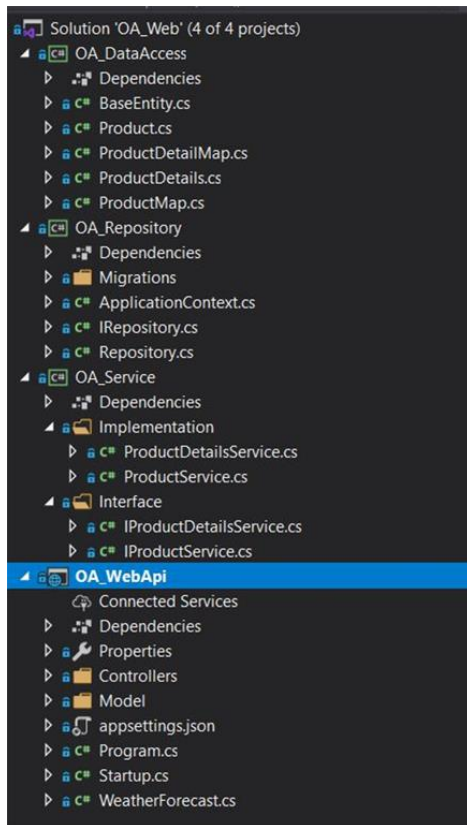 Solution 'OA_Web' (4 of 4 projects)
C# OA_DataAccess
Dependencies
C# BaseEntity.cs
C# Product.cs
C# ProductDetailMap.cs
C# ProductDetails.cs
C# ProductMap.cs
C# OA_Repository
Dependencies
Migrations
C# ApplicationContext.cs
C# IRepository.cs
C# Repository.cs
C# OA_Service
Dependencies
Implementation
C# ProductDetailsService.cs
C# ProductService.cs
Interface
C# IProductDetailsService.cs
C# IProductService.cs
OA_WebApi
Connected Services
Dependencies
Properties
Controllers
Model
appsettings.json
C# Program.cs
C# Startup.cs
C# WeatherForecast.cs